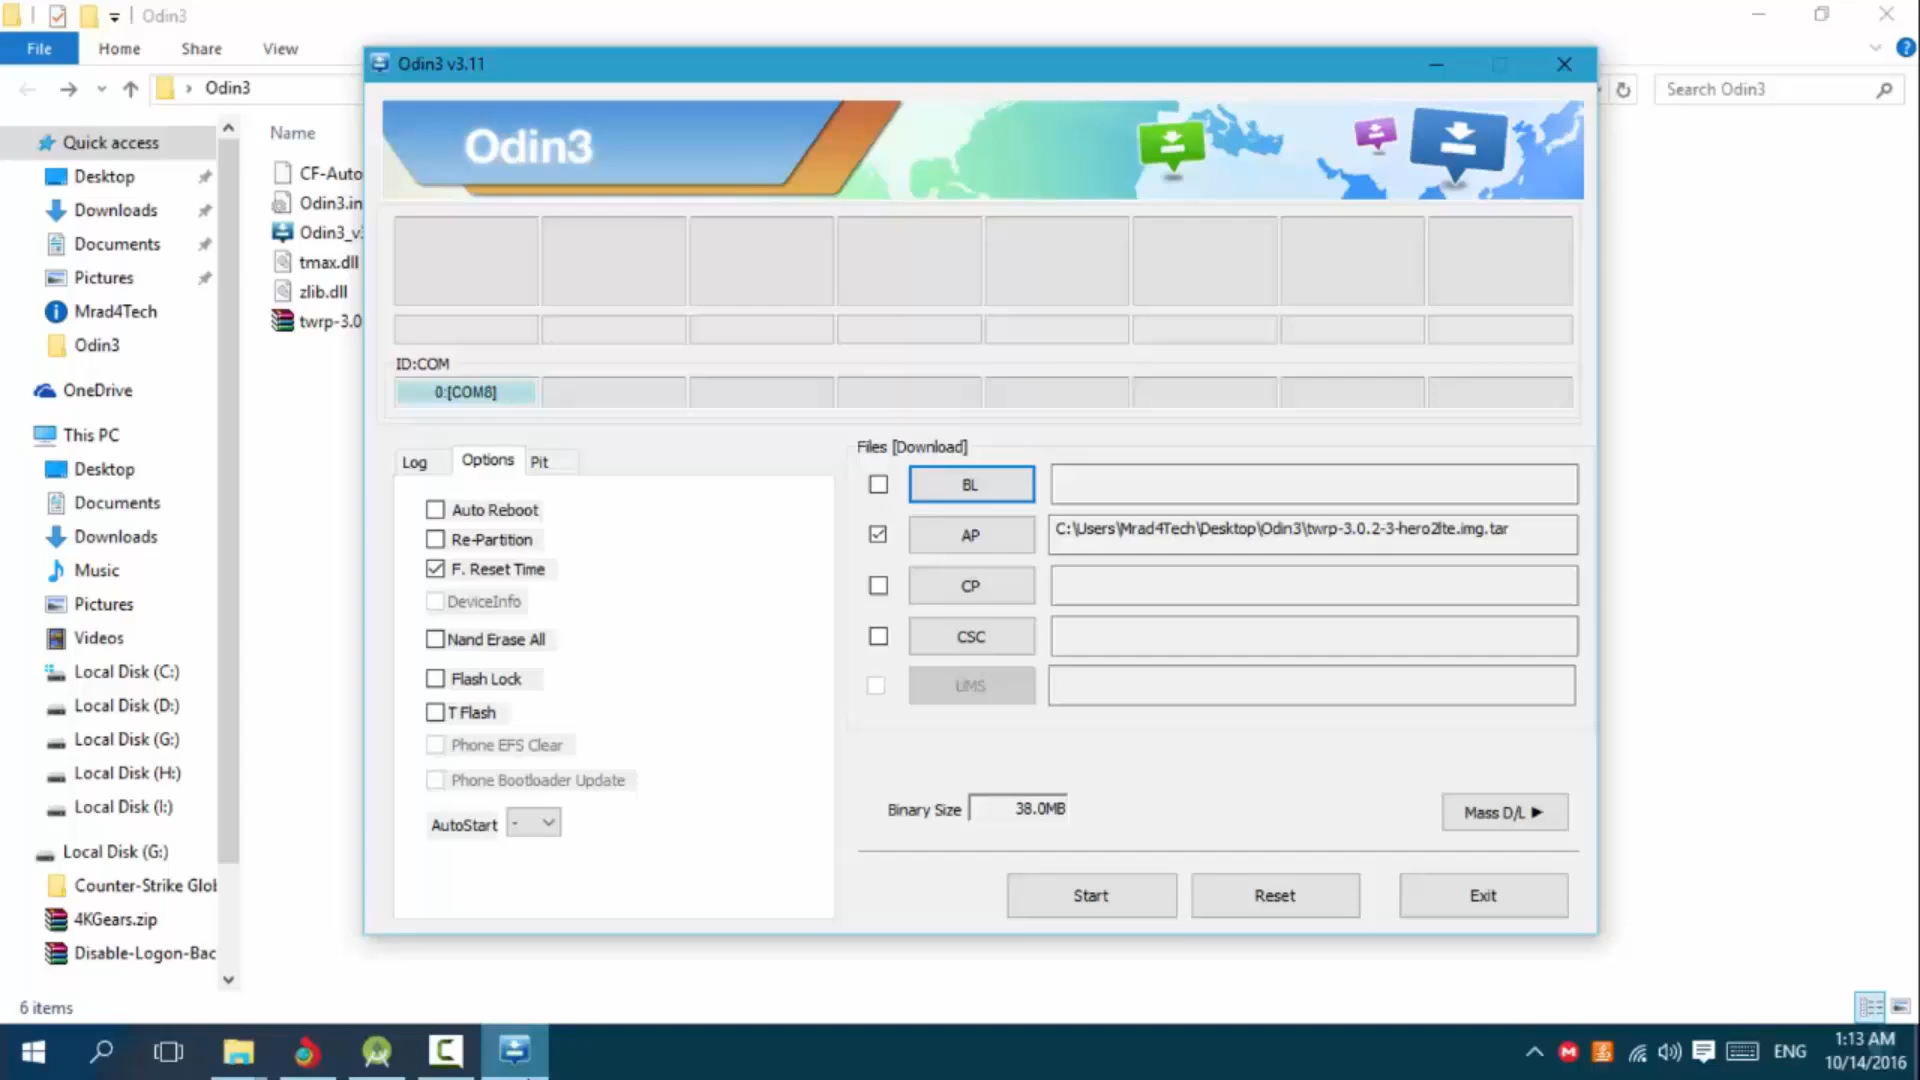 Odin3
File
Home
Share
View
Odin3
Search Odin3
Quick access
Desktop
Downloads
Documents
Pictures
Mrad4Tech
Odin3
OneDrive
This PC
Desktop
Documents
Downloads
Music
Pictures
Videos
Local Disk (C:)
Local Disk (D:)
Local Disk (G:)
Local Disk (H:)
Local Disk (I:)
Local Disk (G:)
Counter-Strike Glob
4KGears.zip
Disable-Logon-Bac
6 items
Name
CF-Auto
Odin3.in
Odin3_v3
tmax.dll
zlib.dll
twrp-3.0
Odin3 v3.11
Odin3
ID:COM
0:[COM8]
Log
Options
Pit
Auto Reboot
Re-Partition
F. Reset Time
DeviceInfo
Nand Erase All
Flash Lock
T Flash
Phone EFS Clear
Phone Bootloader Update
AutoStart -
Files [Download]
BL
AP C:\Users\Mrad4Tech\Desktop\Odin3\twrp-3.0.2-3-hero2lte.img.tar
CP
CSC
UMS
Binary Size 38.0MB
Mass D/L ►
Start
Reset
Exit
ENG
1:13 AM
10/14/2016